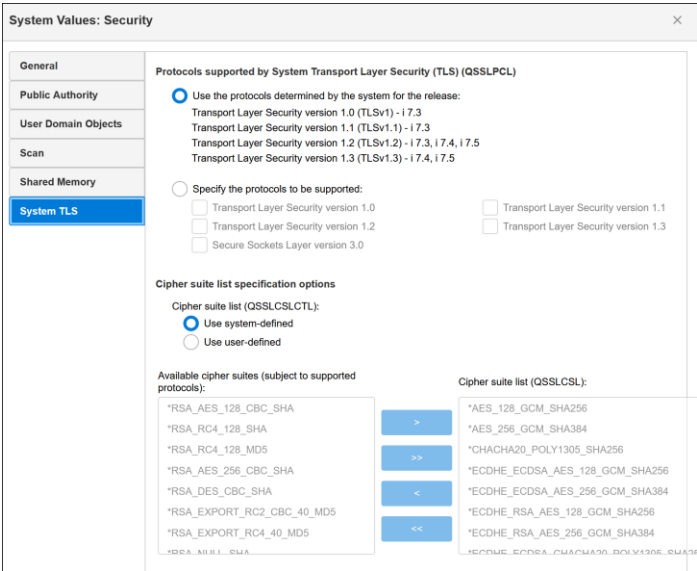 System Values: Security
×
General
Public Authority
User Domain Objects
Scan
Shared Memory
System TLS
Protocols supported by System Transport Layer Security (TLS) (QSSLPCL)
Use the protocols determined by the system for the release:
Transport Layer Security version 1.0 (TLSv1) - i 7.3
Transport Layer Security version 1.1 (TLSv1.1) - i 7.3
Transport Layer Security version 1.2 (TLSv1.2) - i 7.3, i 7.4, i 7.5
Transport Layer Security version 1.3 (TLSv1.3) - i 7.4, i 7.5
Specify the protocols to be supported:
Transport Layer Security version 1.0
Transport Layer Security version 1.1
Transport Layer Security version 1.2
Transport Layer Security version 1.3
Secure Sockets Layer version 3.0
Cipher suite list specification options
Cipher suite list (QSSLCSLCTL):
Use system-defined
Use user-defined
Available cipher suites (subject to supported
protocols):
*RSA_AES_128_CBC_SHA
*RSA_RC4_128_SHA
*RSA_RC4_128_MD5
*RSA_AES_256_CBC_SHA
*RSA_DES_CBC_SHA
*RSA_EXPORT_RC2_CBC_40_MD5
*RSA_EXPORT_RC4_40_MD5
*RSA_NULL_SHA
>
>>
<
<<
Cipher suite list (QSSLCSL):
*AES_128_GCM_SHA256
*AES_256_GCM_SHA384
*CHACHA20_POLY1305_SHA256
*ECDHE_ECDSA_AES_128_GCM_SHA256
*ECDHE_ECDSA_AES_256_GCM_SHA384
*ECDHE_RSA_AES_128_GCM_SHA256
*ECDHE_RSA_AES_256_GCM_SHA384
*ECDHE_ECDSA_CHACHA20_POLY1305_SHA25